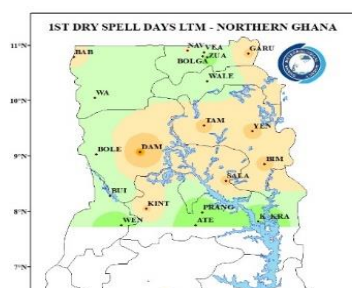 1ST DRY SPELL DAYS LTM - NORTHERN GHANA
11°N
BAB
NAV
VEA
ZUA
GARU
BOLGA
WALE
10°N
WA
TAM
YEN
9°N
BOLE
DAM
BIM
SALA
BUI
KINT
PRANG
8°N
WEN
ATE
KRA
7°N